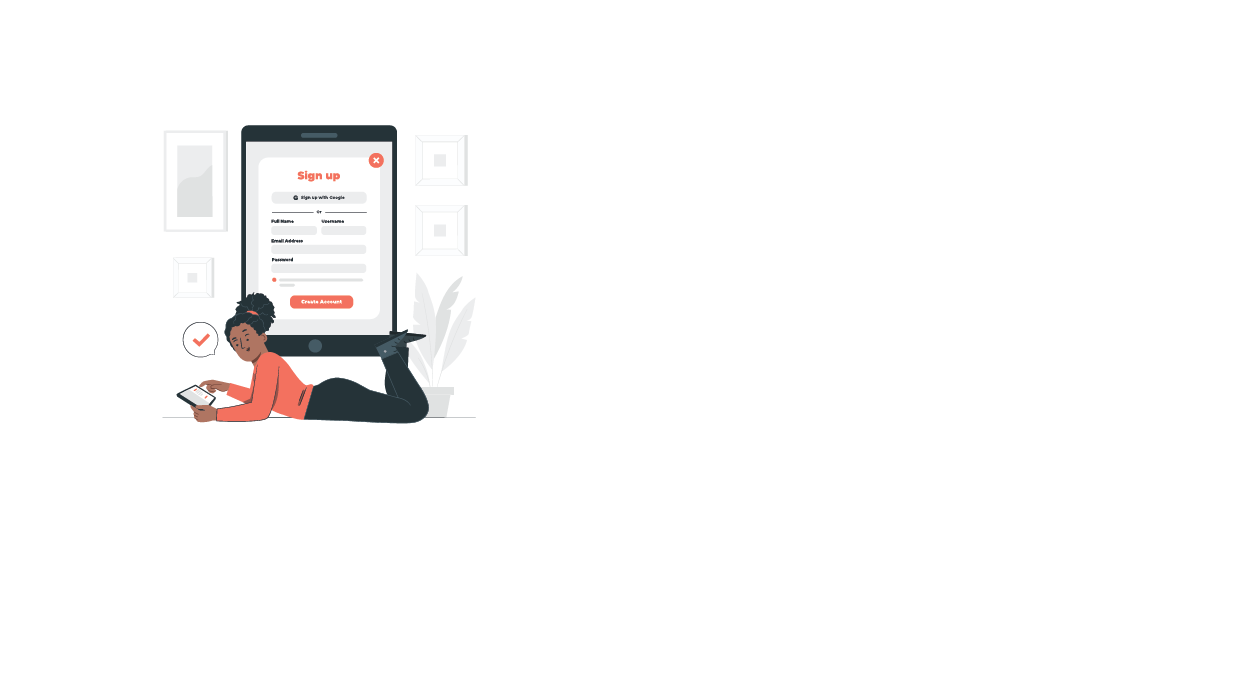 Sign up
Sign up with Google
Or
Full Name Username
Email Address
Password
Create Account